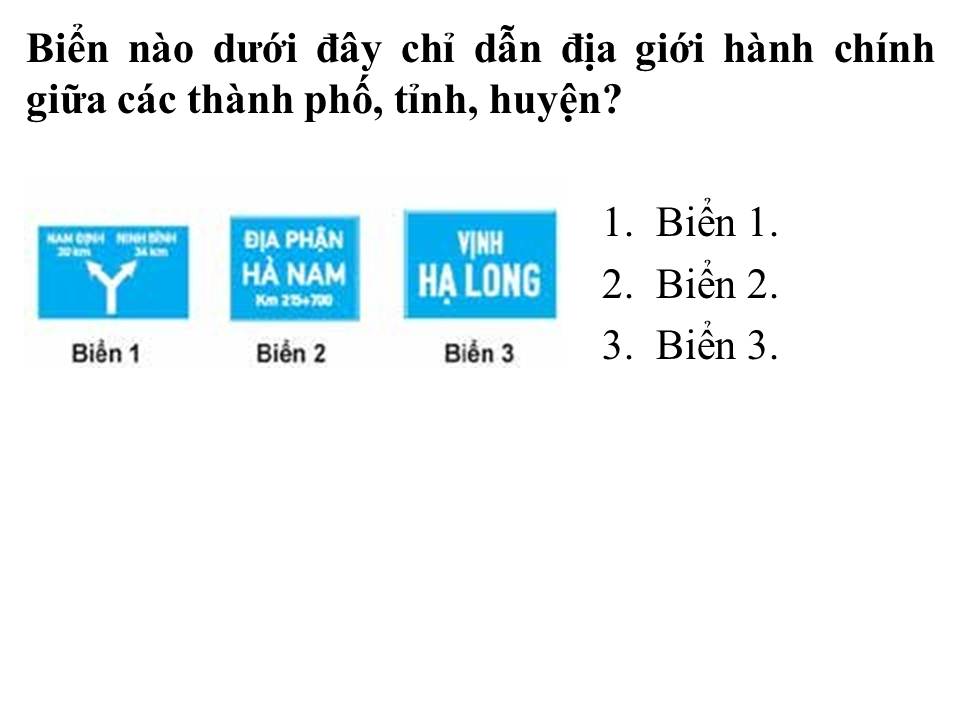 Biển nào dưới đây chỉ dẫn địa giới hành chính
giữa các thành phố, tỉnh, huyện?
NAM ĐỊNH NINH BÌNH
20 km 34 km
ĐỊA PHẬN
HÀ NAM
Km 215+700
VỊNH
HẠ LONG
Biển 1 Biển 2 Biển 3
1. Biển 1.
2. Biển 2.
3. Biển 3.